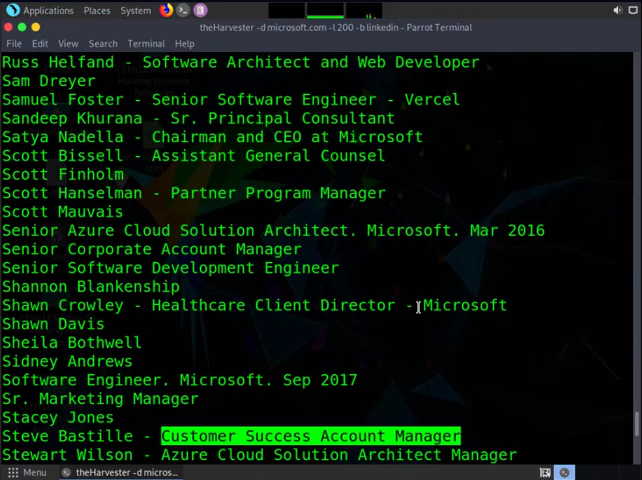 Applications Places System
theHarvester -d microsoft.com -l 200 -b linkedin - Parrot Terminal
File Edit View Search Terminal Help
Russ Helfand - Software Architect and Web Developer
Sam Dreyer
Samuel Foster - Senior Software Engineer - Vercel
Sandeep Khurana - Sr. Principal Consultant
Satya Nadella - Chairman and CEO at Microsoft
Scott Bissell - Assistant General Counsel
Scott Finholm
Scott Hanselman - Partner Program Manager
Scott Mauvais
Senior Azure Cloud Solution Architect. Microsoft. Mar 2016
Senior Corporate Account Manager
Senior Software Development Engineer
Shannon Blankenship
Shawn Crowley - Healthcare Client Director - Microsoft
Shawn Davis
Sheila Bothwell
Sidney Andrews
Software Engineer. Microsoft. Sep 2017
Sr. Marketing Manager
Stacey Jones
Steve Bastille - Customer Success Account Manager
Stewart Wilson - Azure Cloud Solution Architect Manager
Menu theHarvester -d micros...